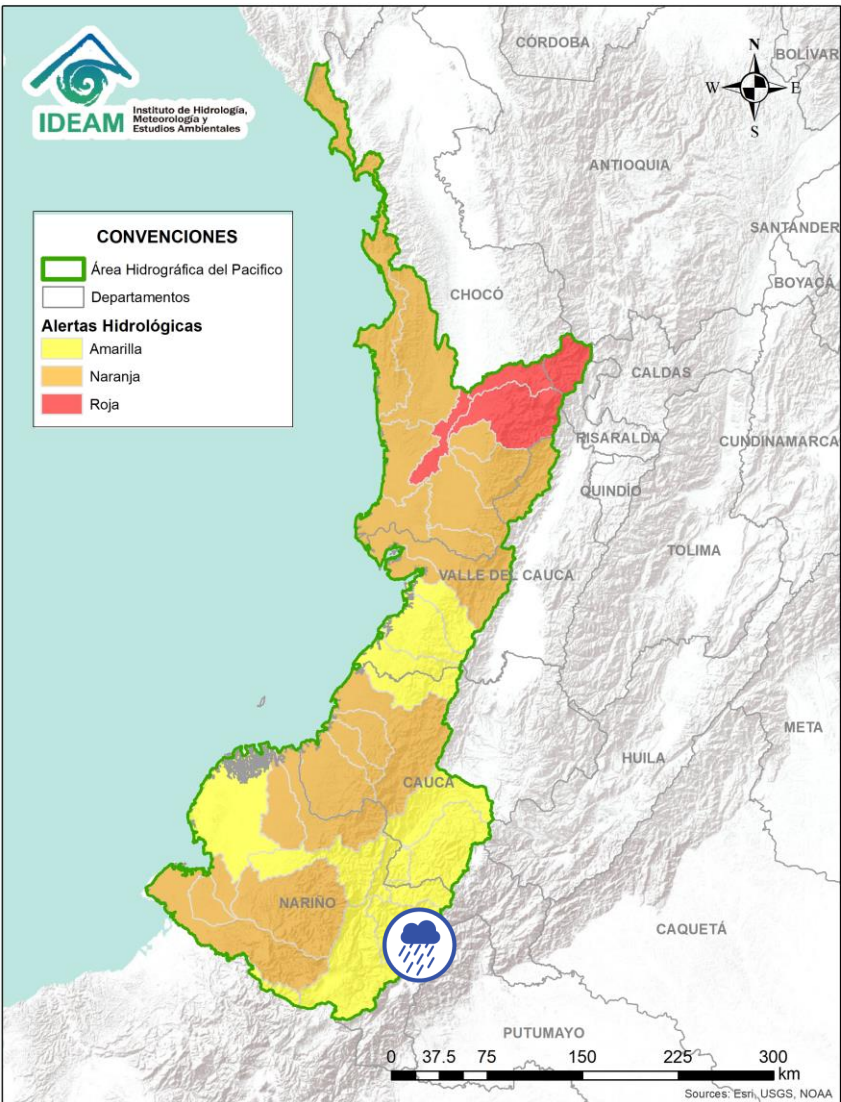 IDEAM
Instituto de Hidrología,
Meteorología y
Estudios Ambientales
N
W
E
S
CÓRDOBA
BOLÍVAR
ANTIOQUIA
SANTANDER
BOYACÁ
CONVENCIONES
Área Hidrográfica del Pacifico
Departamentos
Alertas Hidrológicas
Amarilla
Naranja
Roja
CHOCÓ
CALDAS
RISARALDA
CUNDINAMARCA
QUINDÍO
TOLIMA
VALLE DEL CAUCA
META
HUILA
CAUCA
NARIÑO
CAQUETÁ
PUTUMAYO
0 37.5 75 150 225 300
km
Sources: Esri, USGS, NOAA